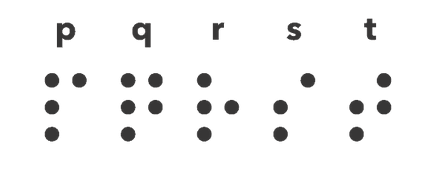 p q r s t
⠏ ⠟ ⠗ ⠎ ⠞